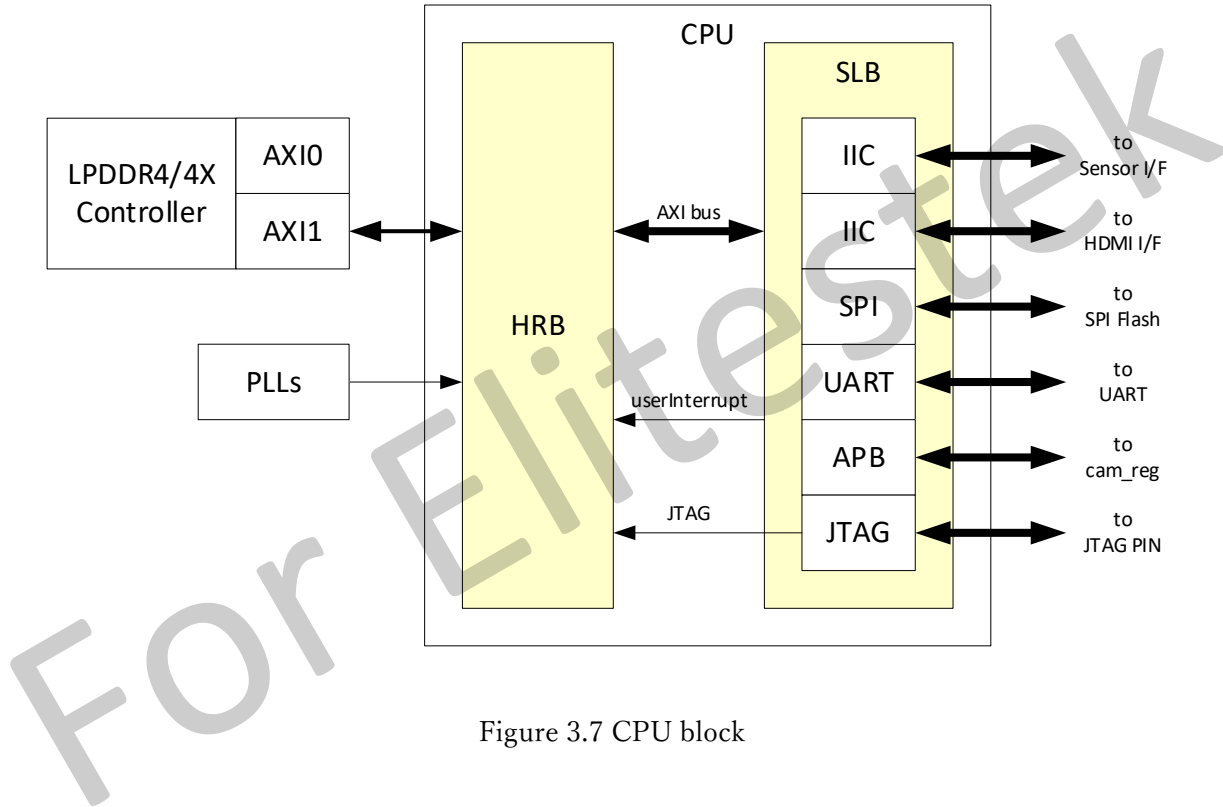 CPU
SLB
HRB
LPDDR4/4X
Controller
AXI0
AXI1
PLLs
AXI bus
userInterrupt
JTAG
IIC
IIC
SPI
UART
APB
JTAG
to
Sensor I/F
to
HDMI I/F
to
SPI Flash
to
UART
to
cam_reg
to
JTAG PIN
For Elitestek
Figure 3.7 CPU block